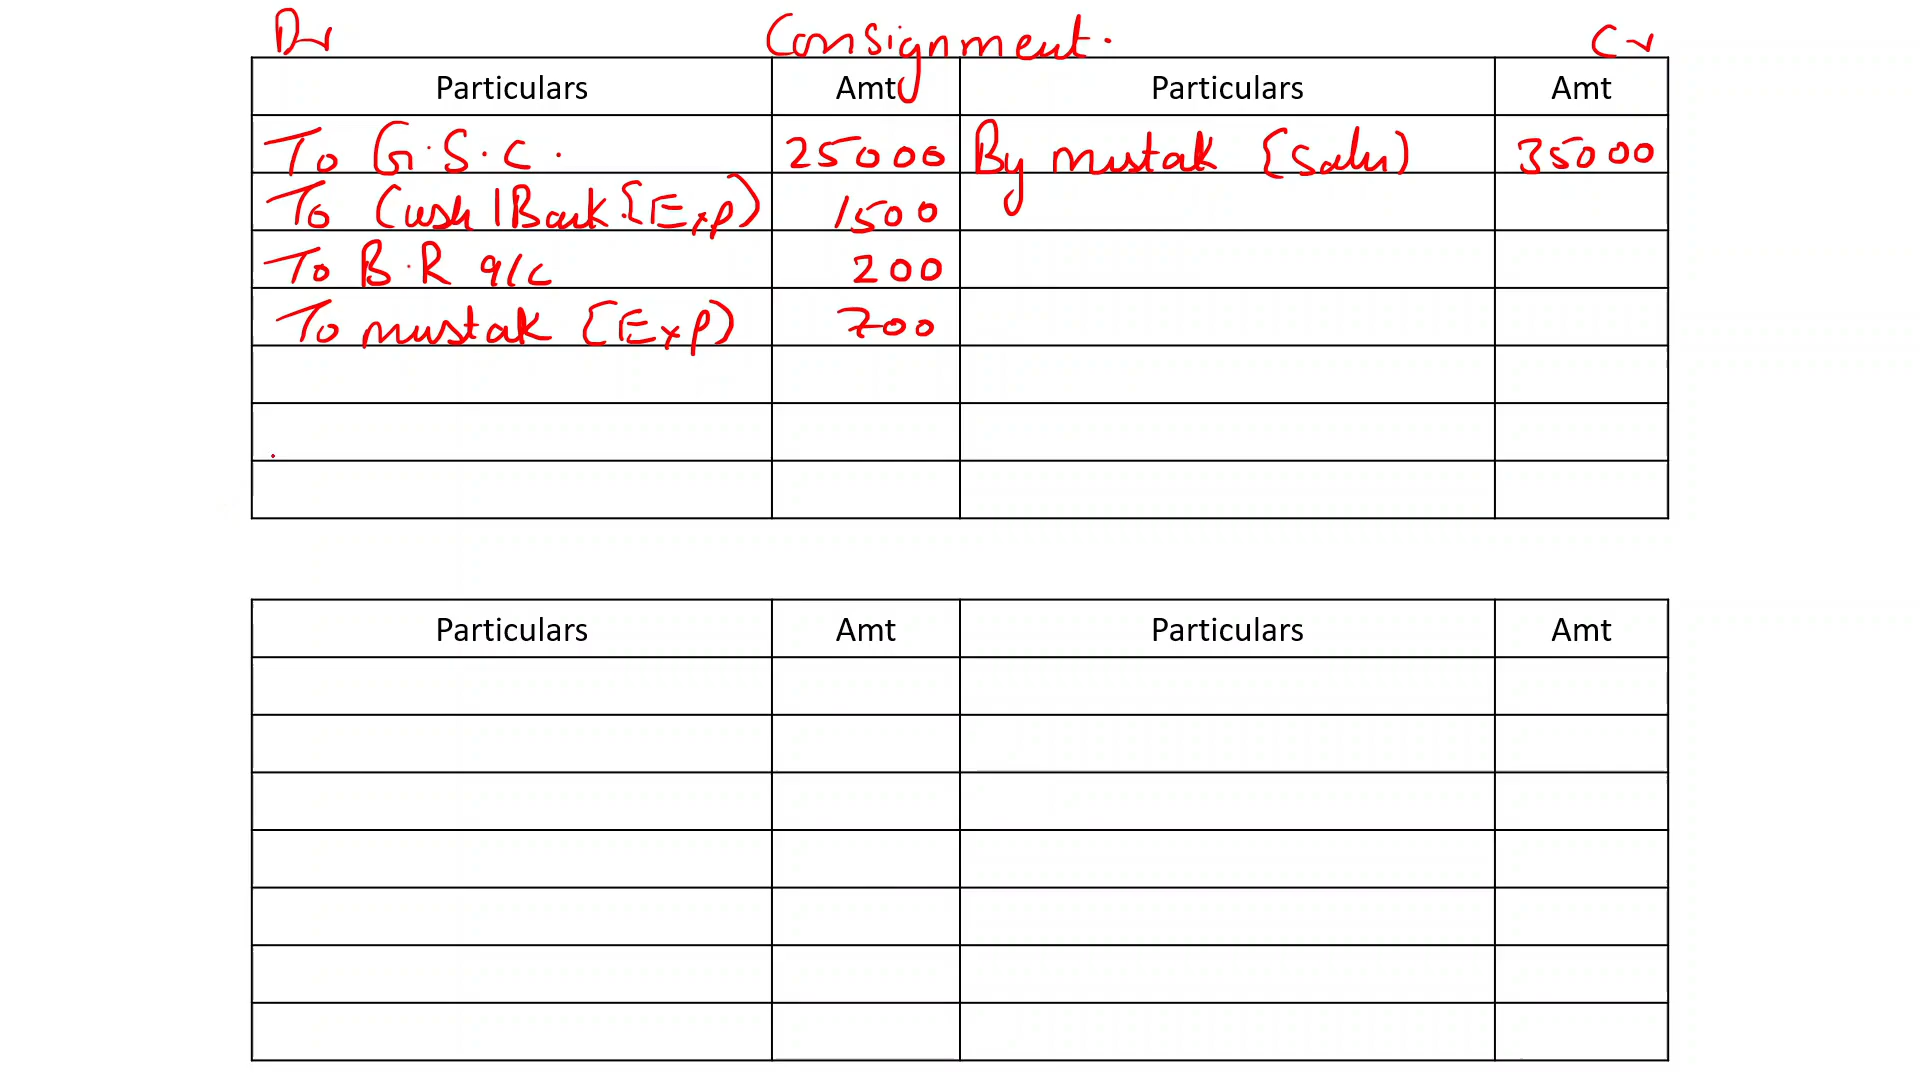 Dr Consignment. Cr
Particulars Amt Particulars Amt
To G.S.C. 25000 By mustak (Sales) 35000
To Cash/Bank (Exp) 1500
To B.R a/c 200
To mustak (Exp) 700
Particulars Amt Particulars Amt